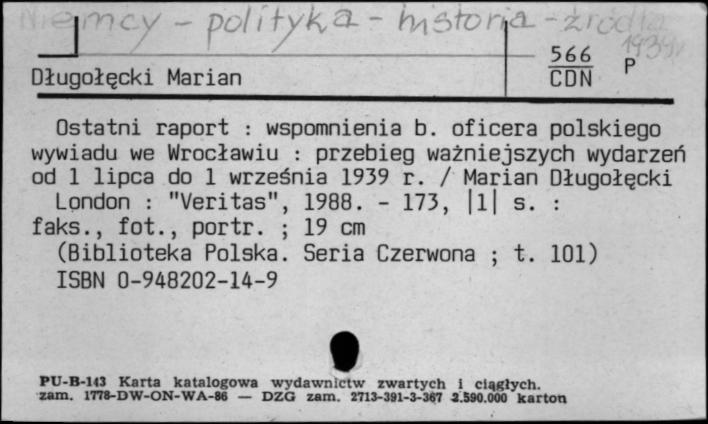 Niemcy - polityka - historia - źródła
1939r.
566
CDN
P
Długołęcki Marian
Ostatni raport : wspomnienia b. oficera polskiego
wywiadu we Wrocławiu : przebieg ważniejszych wydarzeń
od 1 lipca do 1 września 1939 r. / Marian Długołęcki
London : "Veritas", 1988. - 173, |1| s. :
faks., fot., portr. ; 19 cm
(Biblioteka Polska. Seria Czerwona ; t. 101)
ISBN 0-948202-14-9
PU-B-143 Karta katalogowa wydawnictw zwartych i ciągłych.
zam. 1778-DW-ON-WA-86 — DZG zam. 2713-391-3-367 2.590.000 karton